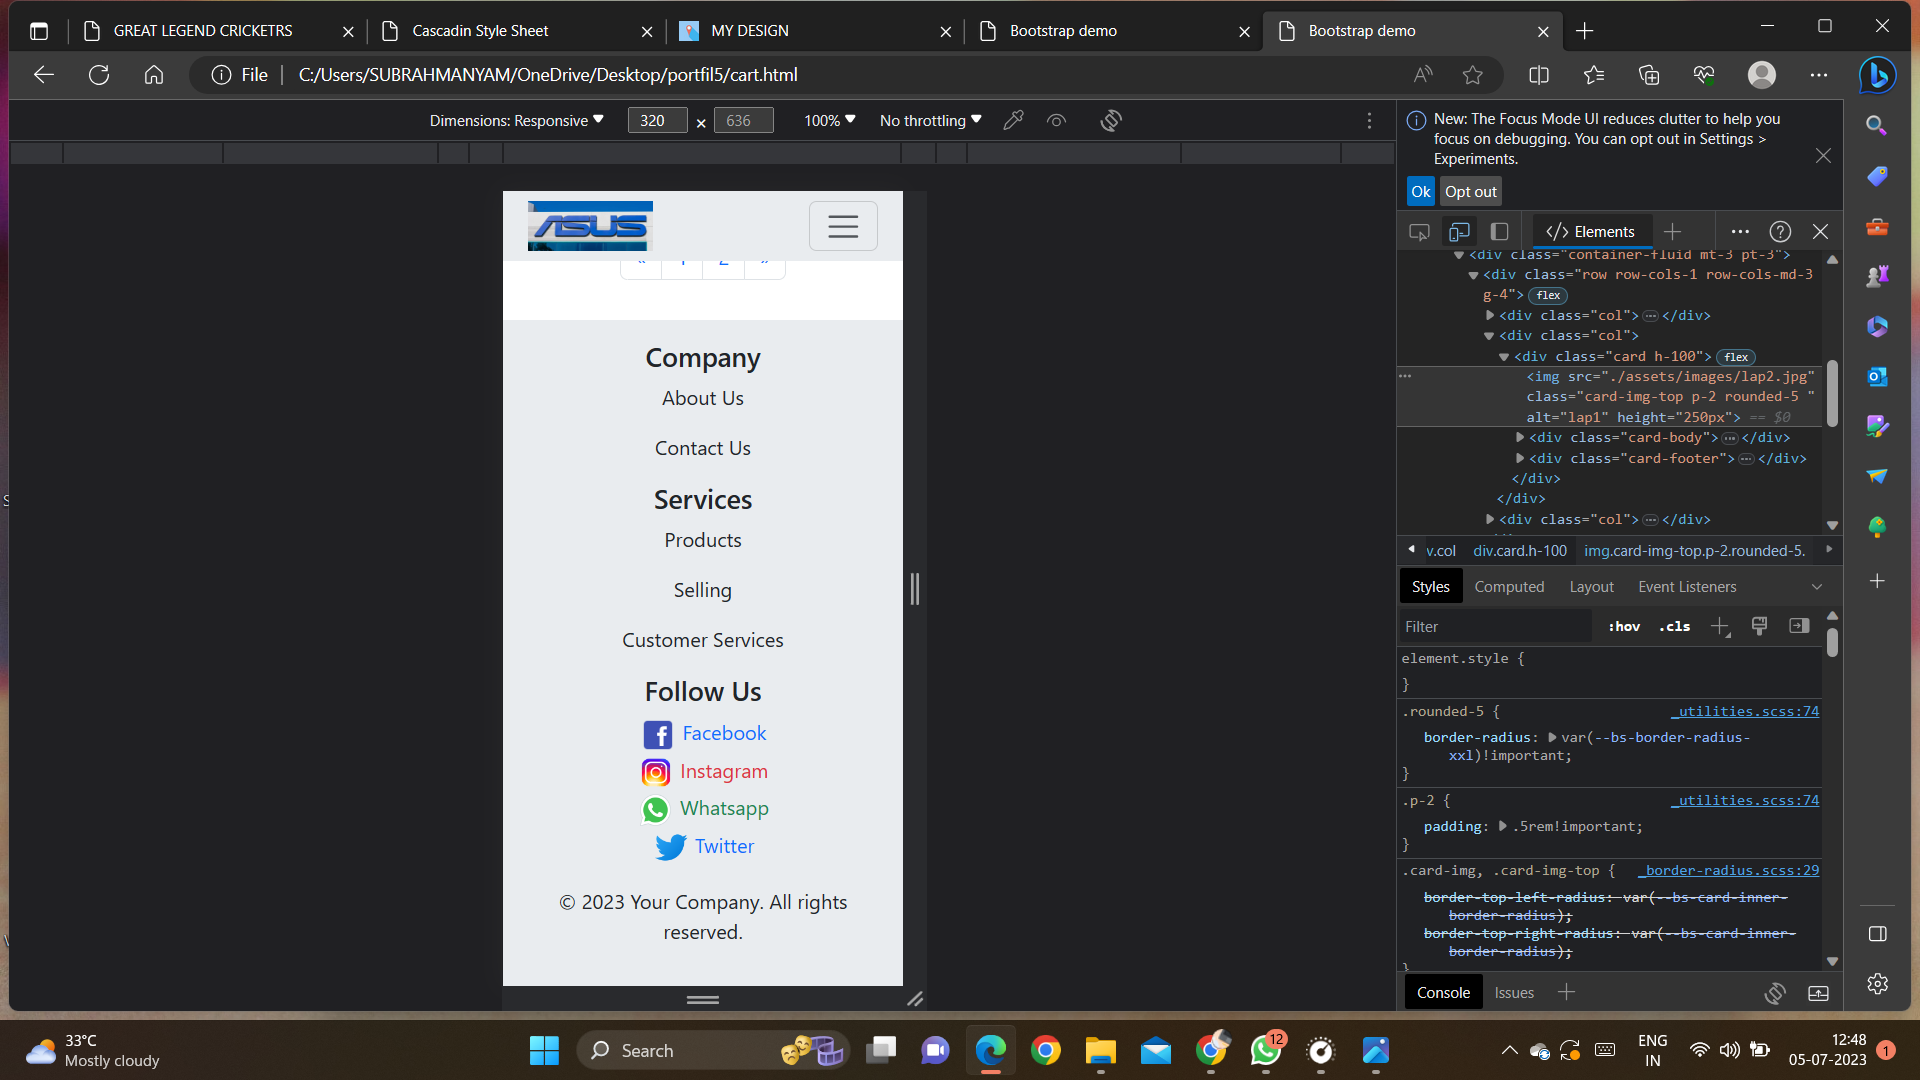 GREAT LEGEND CRICKETRS
Cascadin Style Sheet
MY DESIGN
Bootstrap demo
Bootstrap demo
File
C:/Users/SUBRAHMANYAM/OneDrive/Desktop/portfil5/cart.html
Dimensions: Responsive
320
×
636
100%
No throttling
ASUS
«
1
2
»
Company
About Us
Contact Us
Services
Products
Selling
Customer Services
Follow Us
Facebook
Instagram
Whatsapp
Twitter
© 2023 Your Company. All rights
reserved.
New: The Focus Mode UI reduces clutter to help you
focus on debugging. You can opt out in Settings >
Experiments.
Ok
Opt out
</> Elements
<div class="container-fluid mt-3 pt-3">
<div class="row row-cols-1 row-cols-md-3
g-4"> flex
<div class="col"> ⋯ </div>
<div class="col">
<div class="card h-100"> flex
<img src="./assets/images/lap2.jpg"
class="card-img-top p-2 rounded-5 "
alt="lap1" height="250px"> == $0
<div class="card-body"> ⋯ </div>
<div class="card-footer"> ⋯ </div>
</div>
</div>
<div class="col"> ⋯ </div>
v.col
div.card.h-100
img.card-img-top.p-2.rounded-5.
Styles
Computed
Layout
Event Listeners
Filter
:hov
.cls
element.style {
}
.rounded-5 {
_utilities.scss:74
border-radius: var(--bs-border-radius-
xxl)!important;
}
.p-2 {
_utilities.scss:74
padding: .5rem!important;
}
.card-img, .card-img-top {
_border-radius.scss:29
border-top-left-radius: var(--bs-card-inner-
border-radius);
border-top-right-radius: var(--bs-card-inner-
border-radius);
}
Console
Issues
33°C
Mostly cloudy
Search
12
ENG
IN
12:48
05-07-2023
1